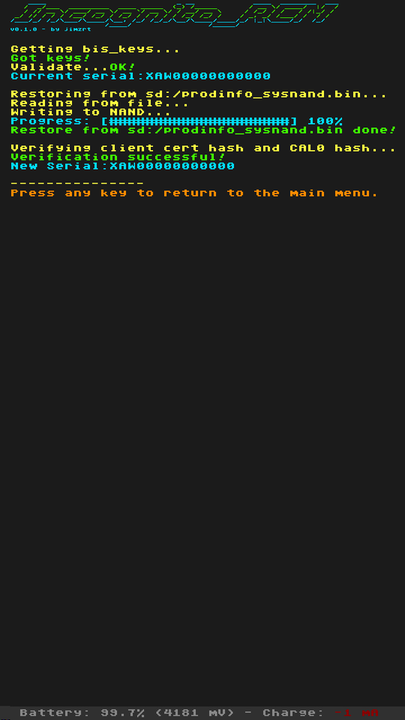 Incognito_RCM
v0.1.0 - by jimzrt
Getting bis_keys...
Got keys!
Validate...OK!
Current serial:XAW00000000000
Restoring from sd:/prodinfo_sysnand.bin...
Reading from file...
Writing to NAND...
Progress: [##############################] 100%
Restore from sd:/prodinfo_sysnand.bin done!
Verifying client cert hash and CAL0 hash...
Verification successful!
New Serial:XAW00000000000
---------------
Press any key to return to the main menu.
Battery: 99.7% (4181 mV) - Charge: